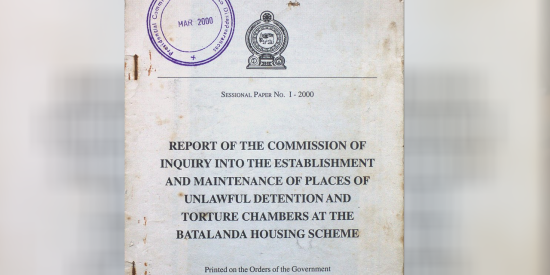 MAR 2000
SESSIONAL PAPER No. I - 2000
REPORT OF THE COMMISSION OF
INQUIRY INTO THE ESTABLISHMENT
AND MAINTENANCE OF PLACES OF
UNLAWFUL DETENTION AND
TORTURE CHAMBERS AT THE
BATALANDA HOUSING SCHEME
Printed on the Orders of the Government